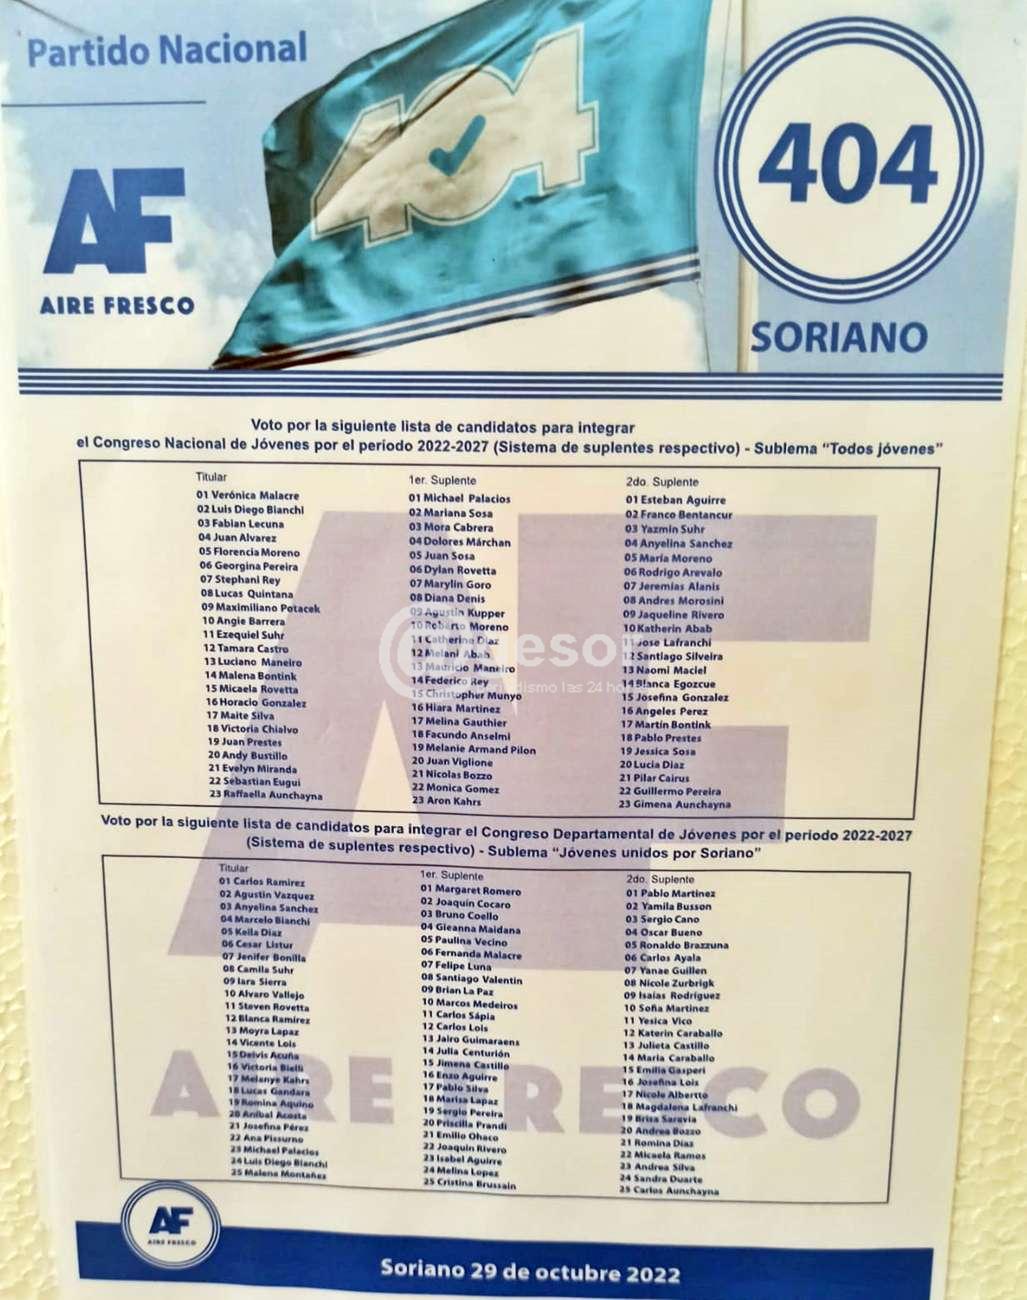 Partido Nacional
404
AF
AIRE FRESCO
404
SORIANO
Voto por la siguiente lista de candidatos para integrar
el Congreso Nacional de Jóvenes por el período 2022-2027 (Sistema de suplentes respectivo) - Sublema “Todos jóvenes”
Titular
01 Verónica Malacre
02 Luis Diego Bianchi
03 Fabian Lecuna
04 Juan Alvarez
05 Florencia Moreno
06 Georgina Pereira
07 Stephani Rey
08 Lucas Quintana
09 Maximiliano Potacek
10 Angie Barrera
11 Ezequiel Suhr
12 Tamara Castro
13 Luciano Maneiro
14 Malena Bontink
15 Micaela Rovetta
16 Horacio Gonzalez
17 Maite Silva
18 Victoria Chialvo
19 Juan Prestes
20 Andy Bustillo
21 Evelyn Miranda
22 Sebastian Eugui
23 Raffaella Aunchayna
1er. Suplente
01 Michael Palacios
02 Mariana Sosa
03 Mora Cabrera
04 Dolores Márchan
05 Juan Sosa
06 Dylan Rovetta
07 Marylin Goro
08 Diana Denis
09 Agustin Kupper
10 Roberto Moreno
11 Catherine Diaz
12 Melani Abab
13 Mauricio Maneiro
14 Federico Rey
15 Christopher Munyo
16 Hiara Martinez
17 Melina Gauthier
18 Facundo Anselmi
19 Melanie Armand Pilon
20 Juan Viglione
21 Nicolas Bozzo
22 Monica Gomez
23 Aron Kahrs
2do. Suplente
01 Esteban Aguirre
02 Franco Bentancur
03 Yazmin Suhr
04 Anyelina Sanchez
05 María Moreno
06 Rodrigo Arevalo
07 Jeremias Alanis
08 Andres Morosini
09 Jaqueline Rivero
10 Katherin Abab
11 Jose Lafranchi
12 Santiago Silveira
13 Naomi Maciel
14 Blanca Egozcue
15 Josefina Gonzalez
16 Angeles Perez
17 Martín Bontink
18 Pablo Prestes
19 Jessica Sosa
20 Lucia Diaz
21 Pilar Cairus
22 Guillermo Pereira
23 Gimena Aunchayna
Voto por la siguiente lista de candidatos para integrar el Congreso Departamental de Jóvenes por el periodo 2022-2027
(Sistema de suplentes respectivo) - Sublema “Jóvenes unidos por Soriano”
Titular
01 Carlos Ramirez
02 Agustin Vazquez
03 Anyelina Sanchez
04 Marcelo Bianchi
05 Keila Diaz
06 Cesar Listur
07 Jenifer Bonilla
08 Camila Suhr
09 Iara Sierra
10 Alvaro Vallejo
11 Steven Rovetta
12 Blanca Ramírez
13 Moyra Lapaz
14 Vicente Lois
15 Deivis Acuña
16 Victoria Bielli
17 Melanye Kahrs
18 Lucas Gandara
19 Romina Aquino
20 Anibal Acosta
21 Josefina Pérez
22 Ana Pissurno
23 Michael Palacios
24 Luis Diego Bianchi
25 Malena Montañez
1er. Suplente
01 Margaret Romero
02 Joaquín Cocaro
03 Bruno Coello
04 Gieanna Maidana
05 Paulina Vecino
06 Fernanda Malacre
07 Felipe Luna
08 Santiago Valentin
09 Brian La Paz
10 Marcos Medeiros
11 Carlos Sápia
12 Carlos Lois
13 Jairo Guimaraens
14 Julia Centurión
15 Jimena Castillo
16 Enzo Aguirre
17 Pablo Silva
18 Marisa Lapaz
19 Sergio Pereira
20 Priscilla Prandi
21 Emilio Ohaco
22 Joaquin Rivero
23 Isabel Aguirre
24 Melina Lopez
25 Cristina Brussain
2do. Suplente
01 Pablo Martinez
02 Yamila Busson
03 Sergio Cano
04 Oscar Bueno
05 Ronaldo Brazzuna
06 Carlos Ayala
07 Yanae Guillen
08 Nicole Zurbrigk
09 Isaías Rodríguez
10 Sofía Martinez
11 Yesica Vico
12 Katerin Caraballo
13 Julieta Castillo
14 Maria Caraballo
15 Emilia Gasperi
16 Josefina Lois
17 Nicole Albertto
18 Magdalena Lafranchi
19 Brisa Saravia
20 Andrea Bozzo
21 Romina Dias
22 Micaela Ramos
23 Andrea Silva
24 Sandra Duarte
25 Carlos Aunchayna
AF
AIRE FRESCO
AF
AIRE FRESCO
Soriano 29 de octubre 2022